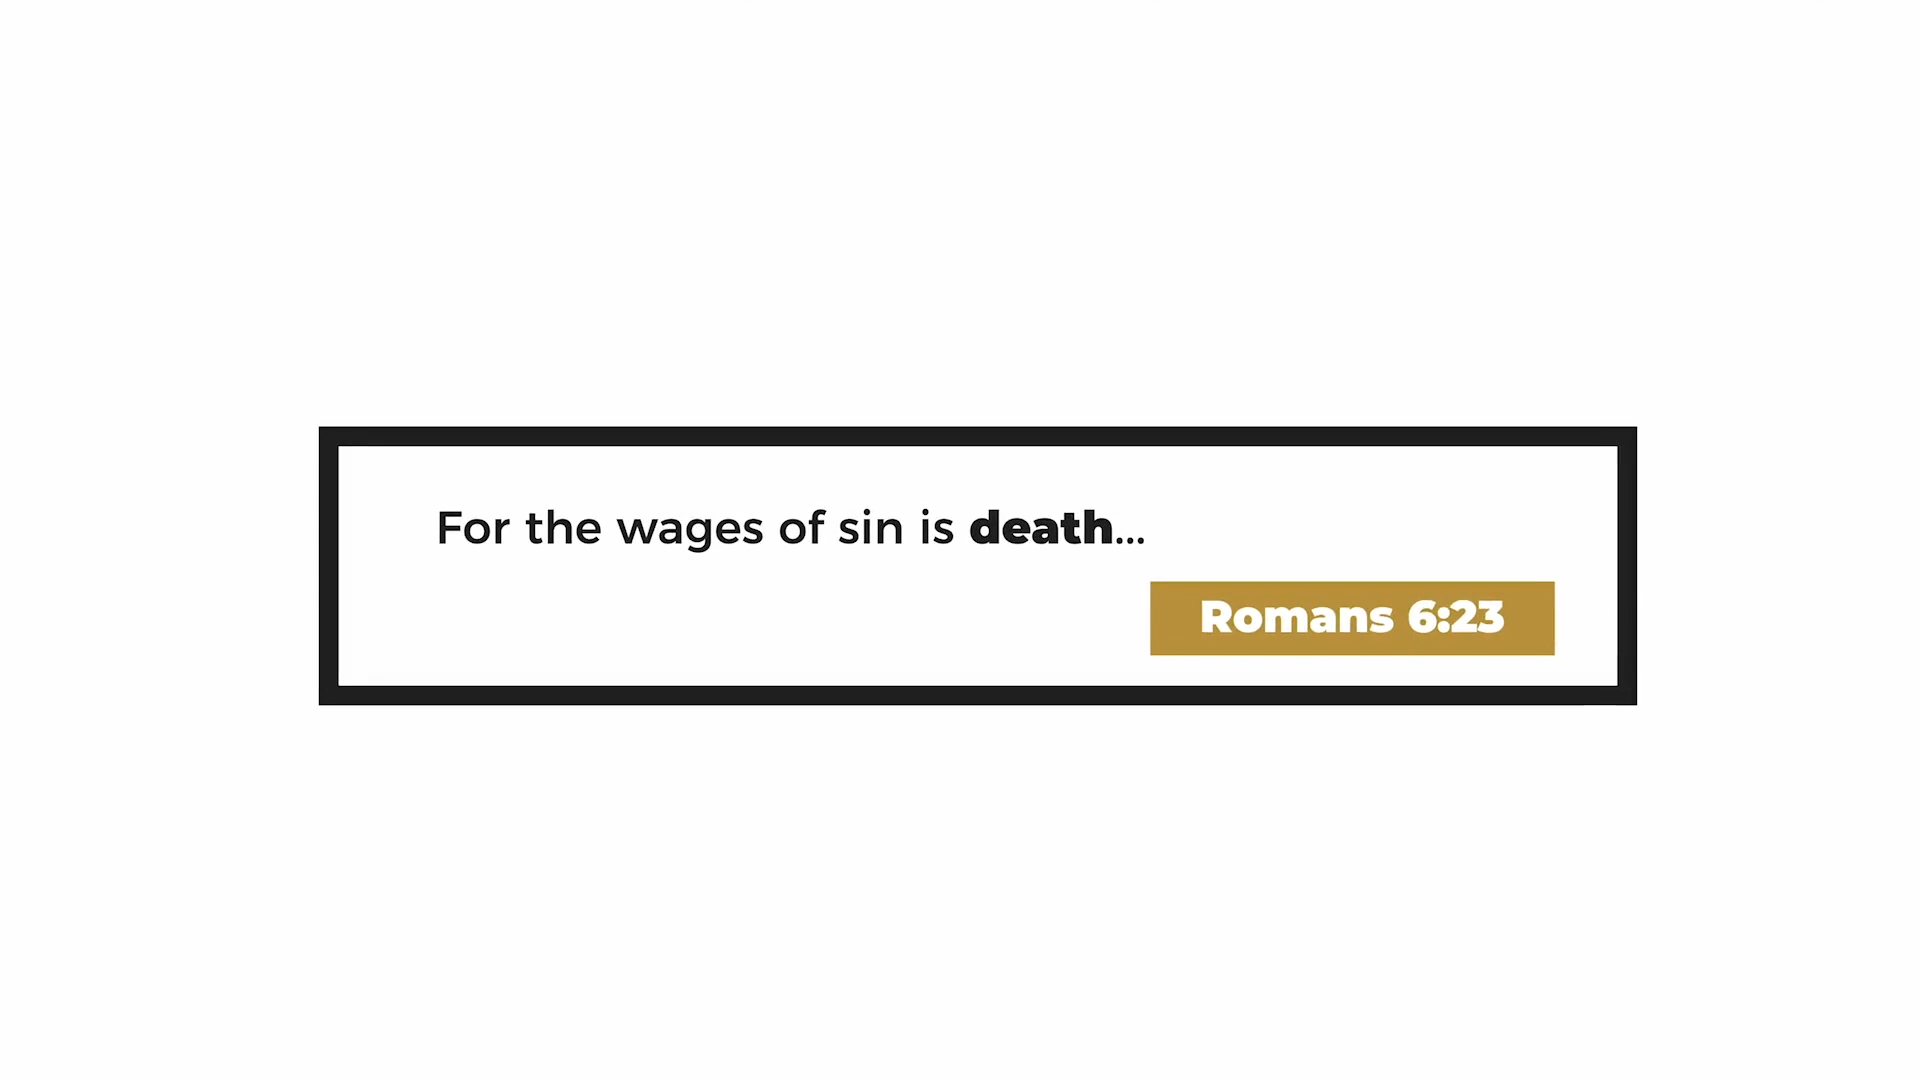 For the wages of sin is death...
Romans 6:23